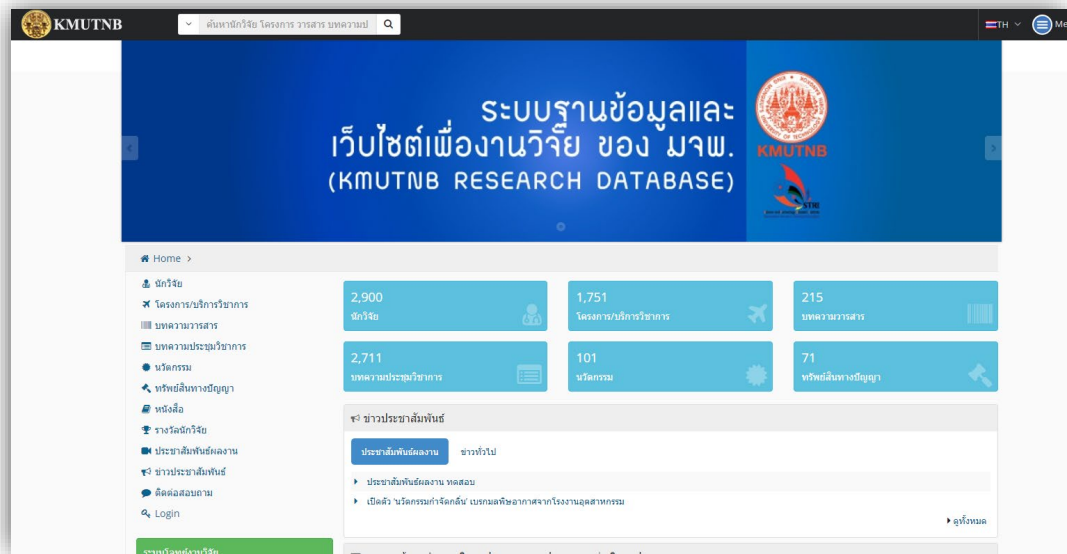 KMUTNB
ค้นหานักวิจัย โครงการ วารสาร บทความป
TH
Me
ระบบฐานข้อมูลและ
เว็บไซต์เพื่องานวิจัย ของ มจพ.
(KMUTNB RESEARCH DATABASE)
KMUTNB
STRI
Home >
นักวิจัย
โครงการ/บริการวิชาการ
บทความวารสาร
บทความประชุมวิชาการ
นวัตกรรม
ทรัพย์สินทางปัญญา
หนังสือ
รางวัลนักวิจัย
ประชาสัมพันธ์ผลงาน
ข่าวประชาสัมพันธ์
ติดต่อสอบถาม
Login
ระบบโจทย์งานวิจัย
2,900
นักวิจัย
1,751
โครงการ/บริการวิชาการ
215
บทความวารสาร
2,711
บทความประชุมวิชาการ
101
นวัตกรรม
71
ทรัพย์สินทางปัญญา
ข่าวประชาสัมพันธ์
ประชาสัมพันธ์ผลงาน ข่าวทั่วไป
ประชาสัมพันธ์ผลงาน ทดสอบ
เปิดตัว 'นวัตกรรมกำจัดกลิ่น' เบรกมลพิษอากาศจากโรงงานอุตสาหกรรม
ดูทั้งหมด